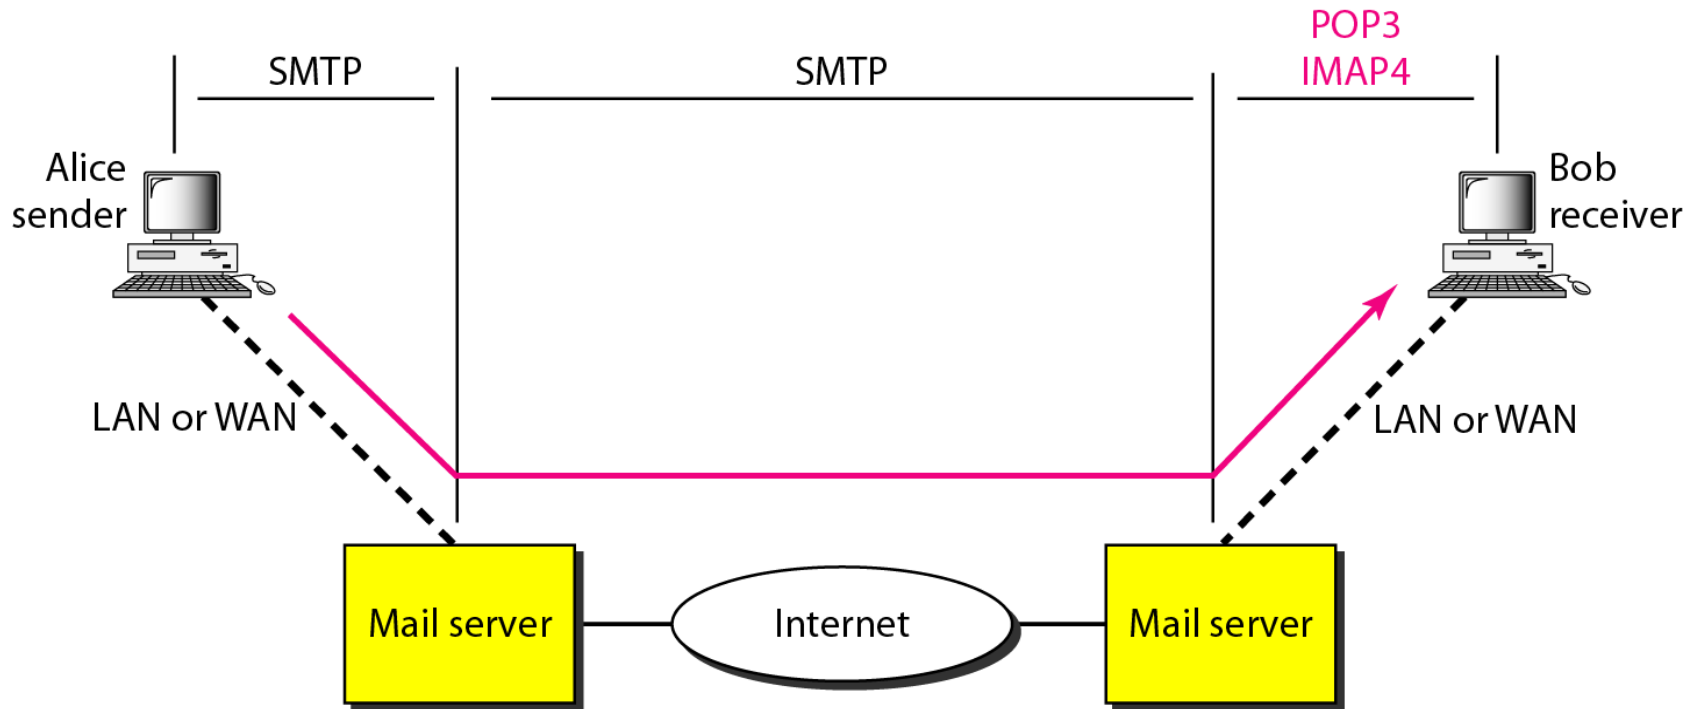 POP3
SMTP
SMTP
IMAP4
Alice
sender
Bob
receiver
LAN or WAN
LAN or WAN
Mail server
Internet
Mail server